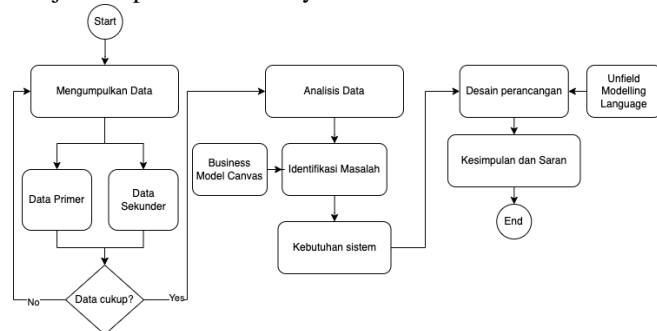 Start
Mengumpulkan Data
Data Primer
Data
Sekunder
Data cukup?
No
Yes
Analisis Data
Business
Model Canvas
Identifikasi Masalah
Kebutuhan sistem
Desain perancangan
Unfield
Modelling
Language
Kesimpulan dan Saran
End